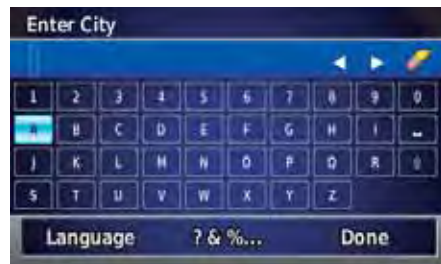 Enter City
1 2 3 4 5 6 7 8 9 0
A B C D E F G H I
J K L M N O P Q R
S T U V W X Y Z
Language ? & %... Done